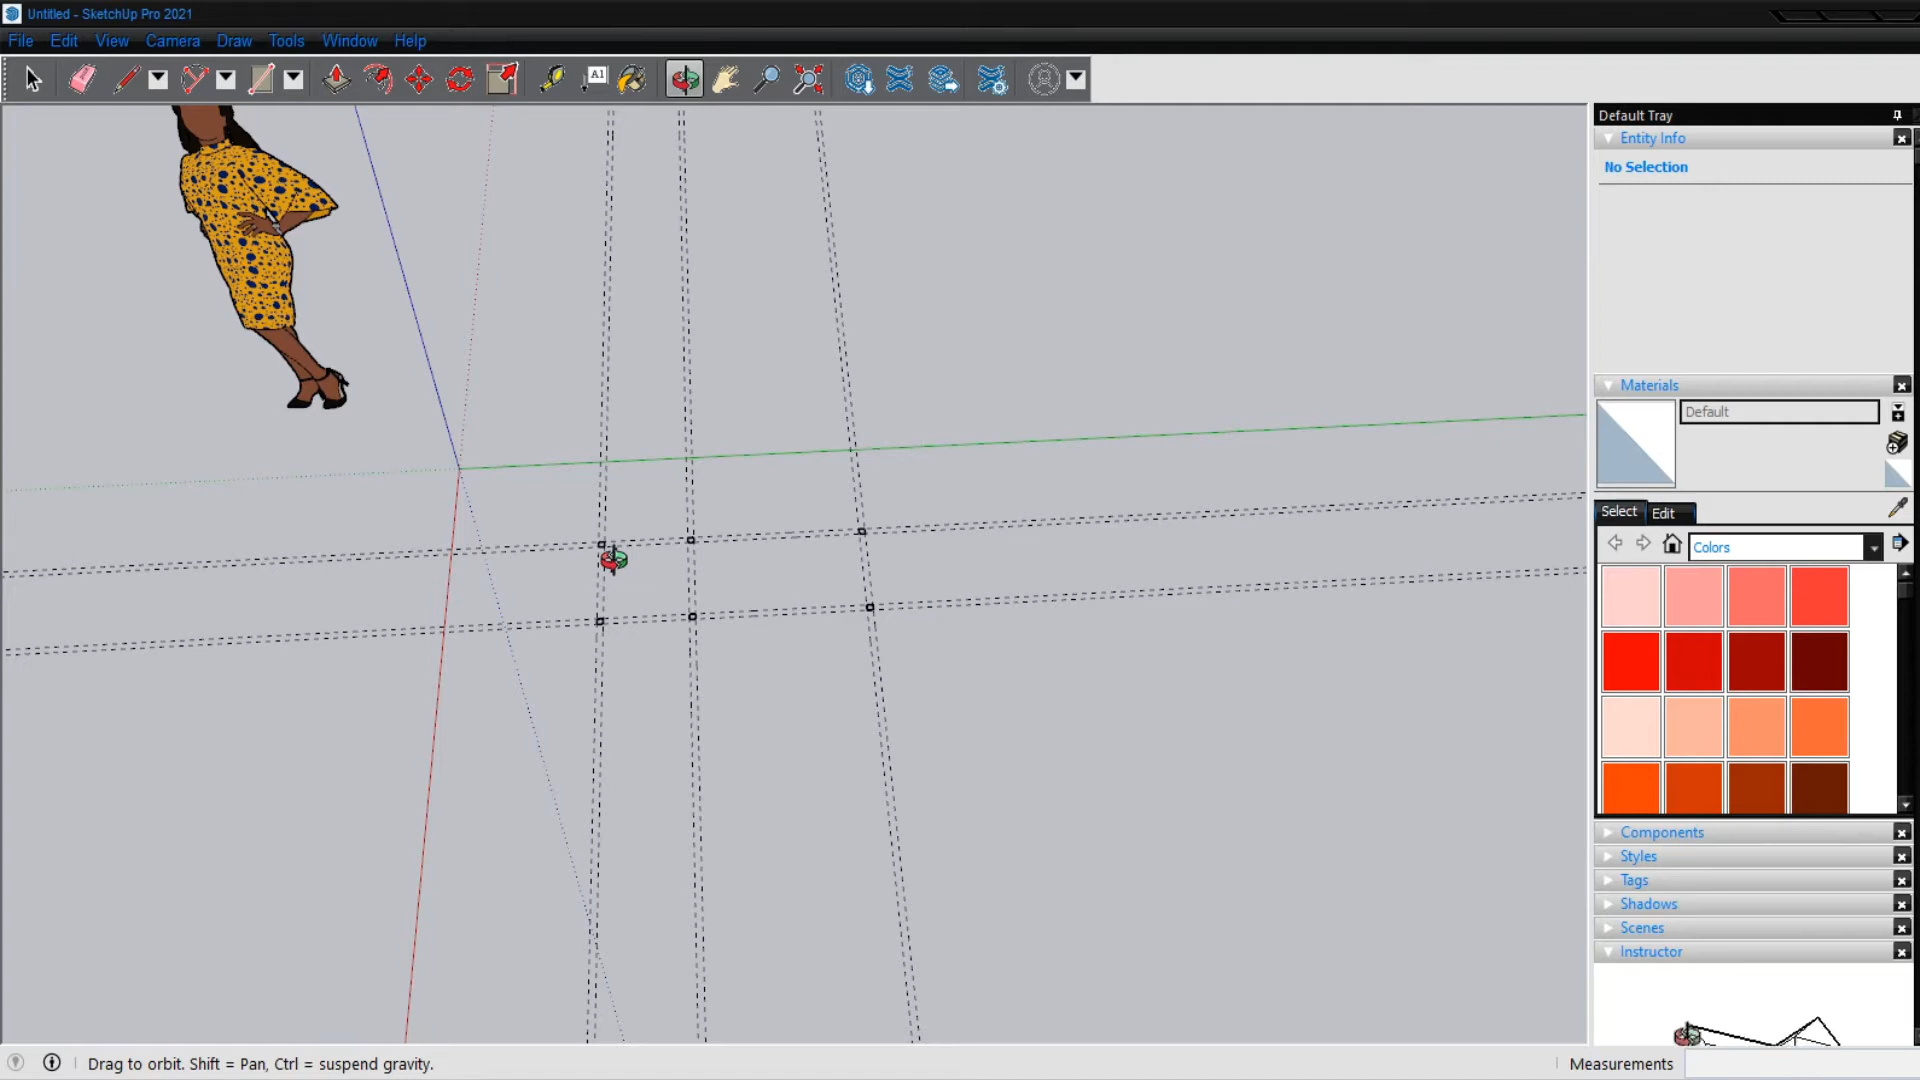 Untitled - SketchUp Pro 2021
File Edit View Camera Draw Tools Window Help
A1
Default Tray
Entity Info
No Selection
Materials
Default
Select Edit
Colors
Components
Styles
Tags
Shadows
Scenes
Instructor
Drag to orbit. Shift = Pan, Ctrl = suspend gravity.
Measurements